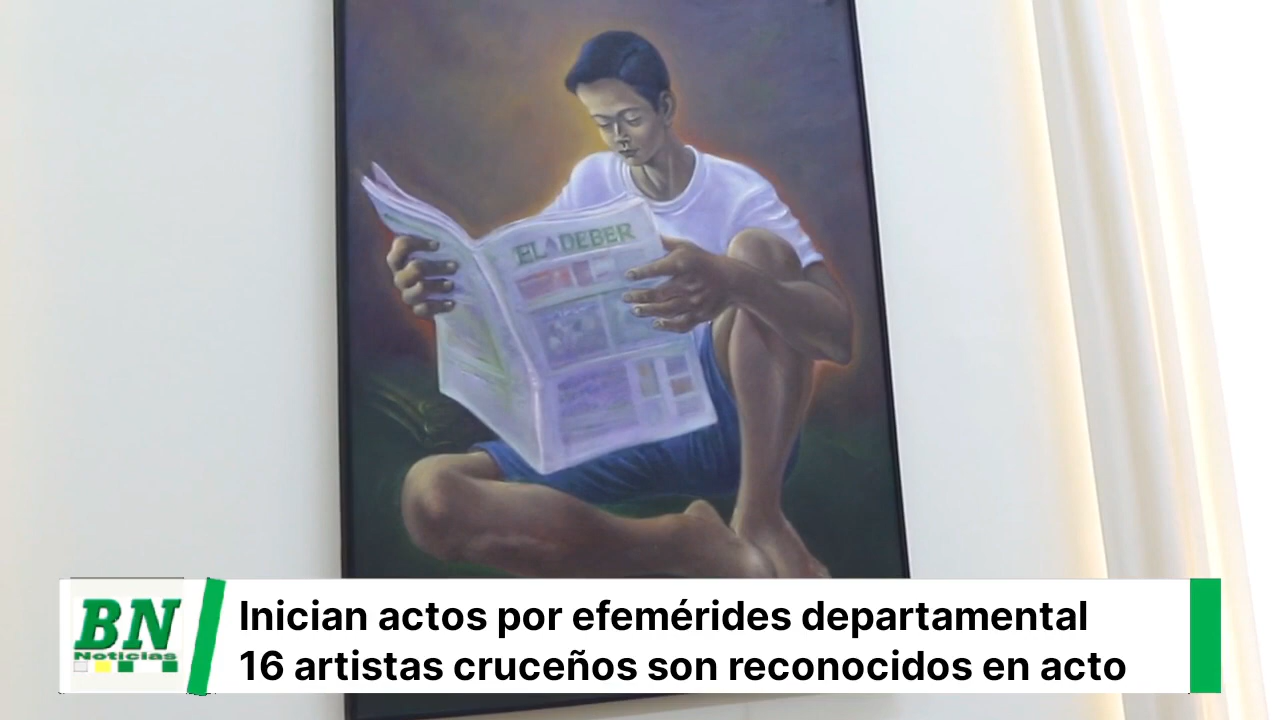 EL DEBER
BN
Noticias
Inician actos por efemérides departamental
16 artistas cruceños son reconocidos en acto